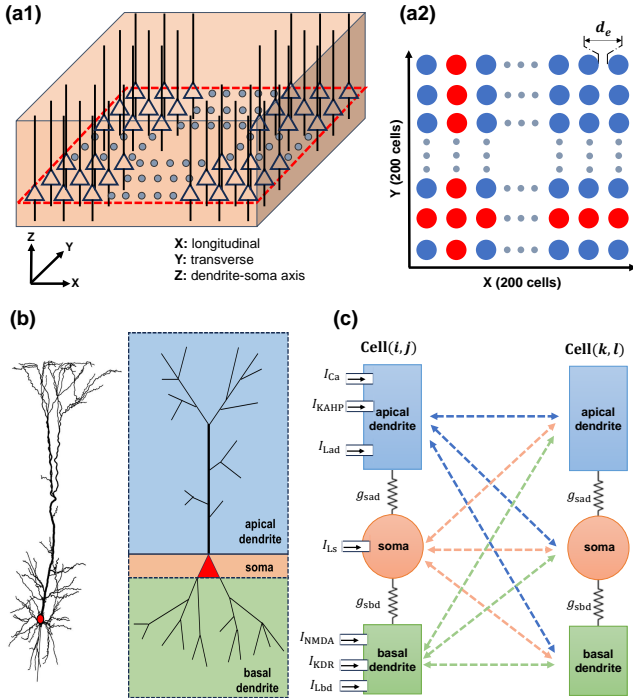 (a1)
Z
Y
X
X: longitudinal
Y: transverse
Z: dendrite-soma axis
(a2)
d_e
Y (200 cells)
X (200 cells)
(b)
apical
dendrite
soma
basal
dendrite
(c)
Cell(i, j)
Cell(k, l)
I_Ca
I_KAHP
I_Lad
apical
dendrite
apical
dendrite
g_sad
g_sad
I_Ls
soma
soma
g_sbd
g_sbd
I_NMDA
I_KDR
I_Lbd
basal
dendrite
basal
dendrite